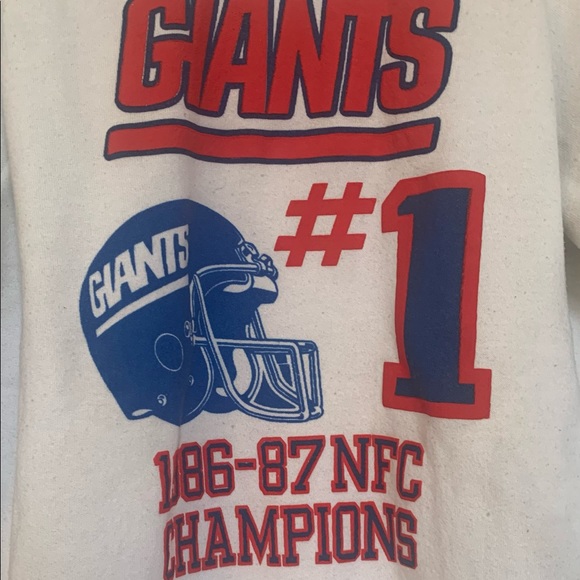 GIANTS
#1
GIANTS
1986-87 NFC
CHAMPIONS